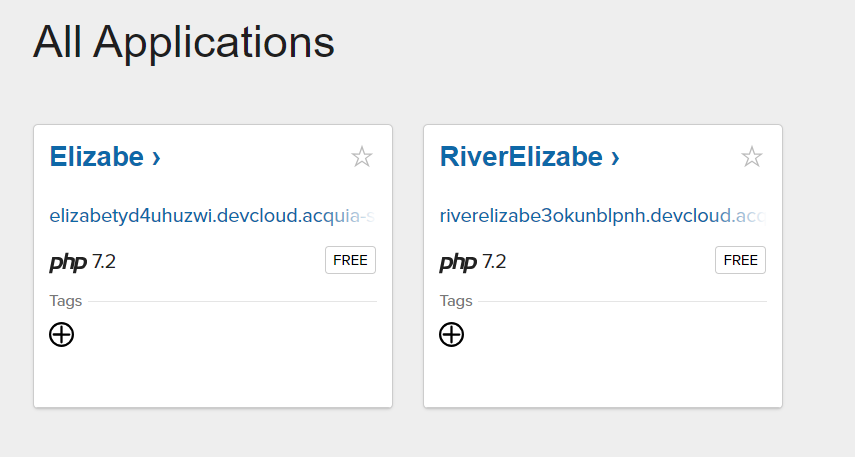 All Applications
Elizabe ›
elizabetyd4uhuzwi.devcloud.acquia-s
php 7.2
FREE
Tags
RiverElizabe ›
riverelizabe3okunblpnh.devcloud.acc
php 7.2
FREE
Tags